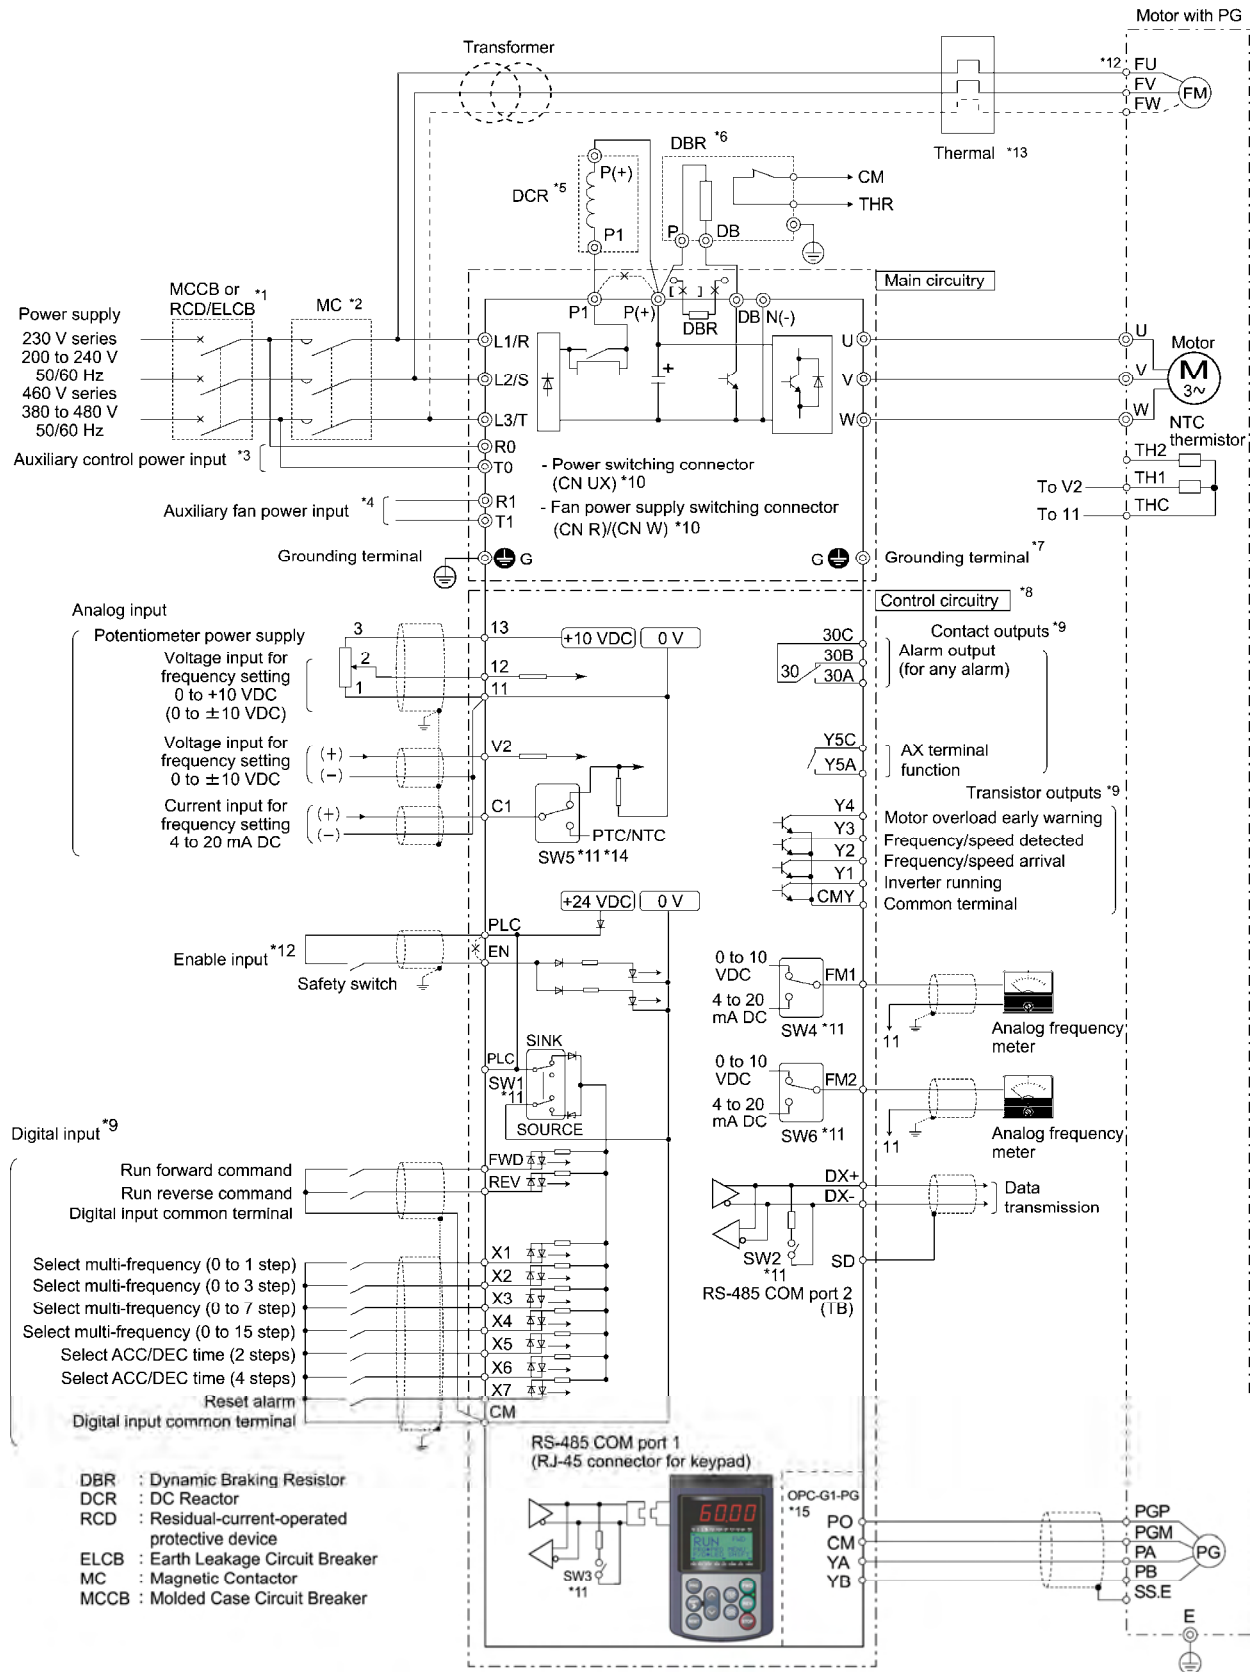 Motor with PG
Transformer
*12 FU
FV
FW
FM
Thermal *13
DBR *6
CM
THR
DCR *5
P(+)
P1
P
DB
Main circuitry
MCCB or
RCD/ELCB *1
MC *2
Power supply
230 V series
200 to 240 V
50/60 Hz
460 V series
380 to 480 V
50/60 Hz
P1
P(+)
[ ]
DBR
DB
N(-)
L1/R
L2/S
L3/T
+
U
V
W
U
V
W
Motor
M
3~
NTC
thermistor
TH2
TH1
THC
To V2
To 11
Auxiliary control power input *3
R0
T0
- Power switching connector
(CN UX) *10
Auxiliary fan power input *4
R1
T1
- Fan power supply switching connector
(CN R)/(CN W) *10
Grounding terminal
G
G
Grounding terminal *7
Control circuitry *8
Analog input
Potentiometer power supply
Voltage input for
frequency setting
0 to +10 VDC
(0 to ±10 VDC)
3
2
1
13
12
11
+10 VDC
0 V
Voltage input for
frequency setting
0 to ±10 VDC
(+)
(−)
V2
Current input for
frequency setting
4 to 20 mA DC
(+)
(−)
C1
PTC/NTC
SW5 *11 *14
30C
30B
30
30A
Contact outputs *9
Alarm output
(for any alarm)
Y5C
Y5A
AX terminal
function
Transistor outputs *9
Y4
Y3
Y2
Y1
CMY
Motor overload early warning
Frequency/speed detected
Frequency/speed arrival
Inverter running
Common terminal
+24 VDC
0 V
PLC
EN
Enable input *12
Safety switch
0 to 10
VDC
4 to 20
mA DC
FM1
SW4 *11
11
Analog frequency
meter
0 to 10
VDC
4 to 20
mA DC
FM2
SW6 *11
11
Analog frequency
meter
PLC
SINK
SW1
*11
SOURCE
Digital input *9
Run forward command
Run reverse command
Digital input common terminal
FWD
REV
DX+
DX-
Data
transmission
SW2
*11
SD
RS-485 COM port 2
(TB)
Select multi-frequency (0 to 1 step)
Select multi-frequency (0 to 3 step)
Select multi-frequency (0 to 7 step)
Select multi-frequency (0 to 15 step)
Select ACC/DEC time (2 steps)
Select ACC/DEC time (4 steps)
Reset alarm
Digital input common terminal
X1
X2
X3
X4
X5
X6
X7
CM
RS-485 COM port 1
(RJ-45 connector for keypad)
SW3
*11
60.00
RUN
OPC-G1-PG
*15
PO
CM
YA
YB
PGP
PGM
PA
PB
SS.E
PG
E
DBR : Dynamic Braking Resistor
DCR : DC Reactor
RCD : Residual-current-operated
protective device
ELCB : Earth Leakage Circuit Breaker
MC : Magnetic Contactor
MCCB : Molded Case Circuit Breaker